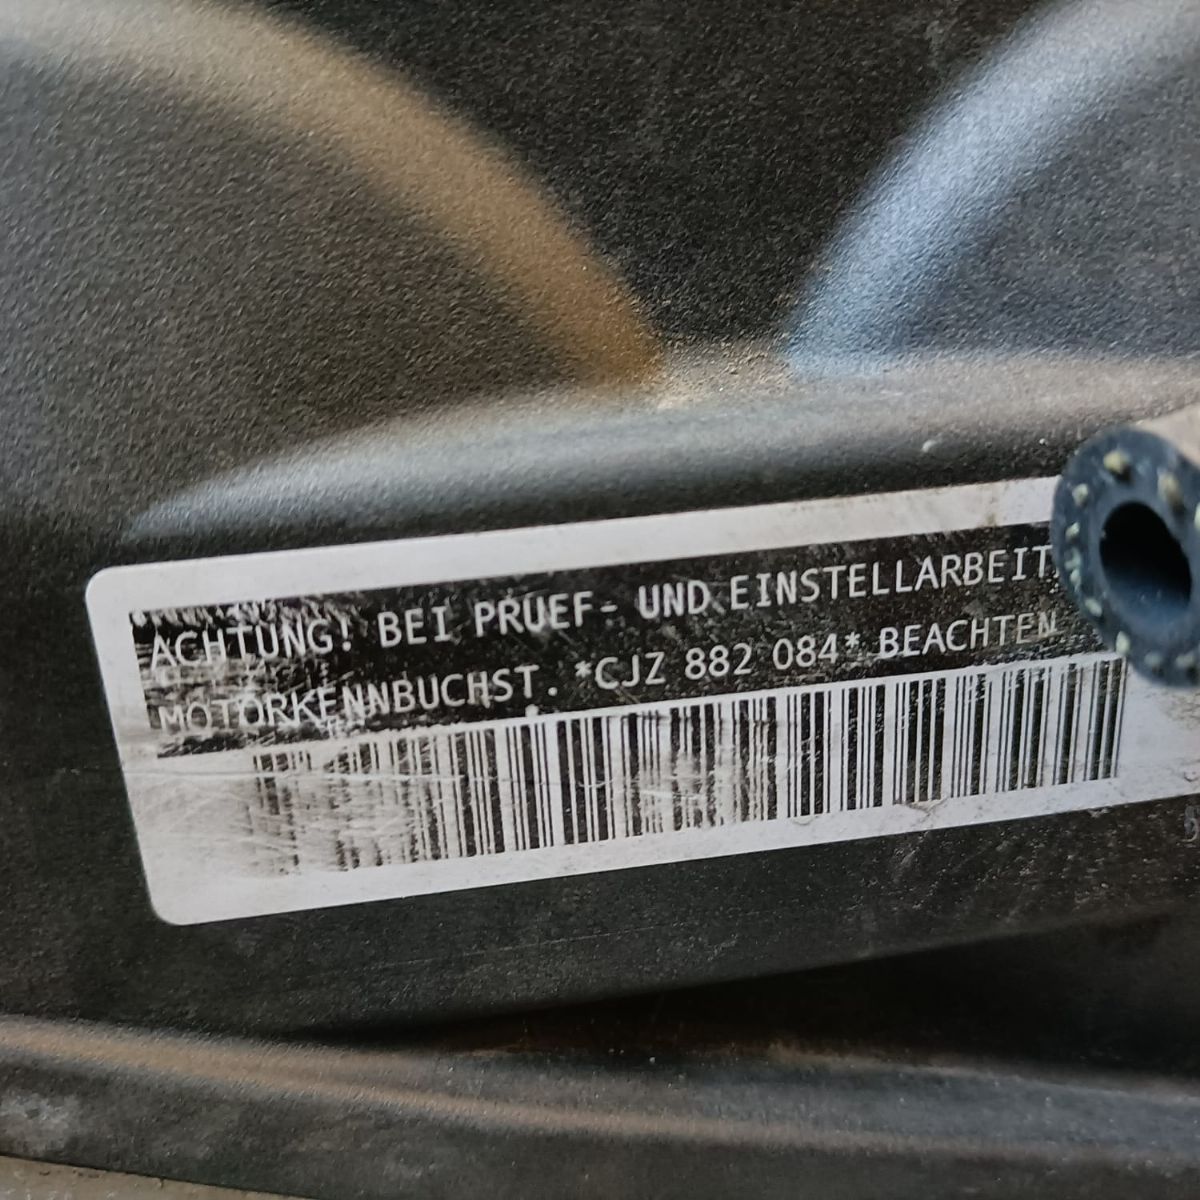 ACHTUNG! BEI PRUEF- UND EINSTELLARBEIT
MOTORKENNBUCHST. *CJZ 882 084* BEACHTEN